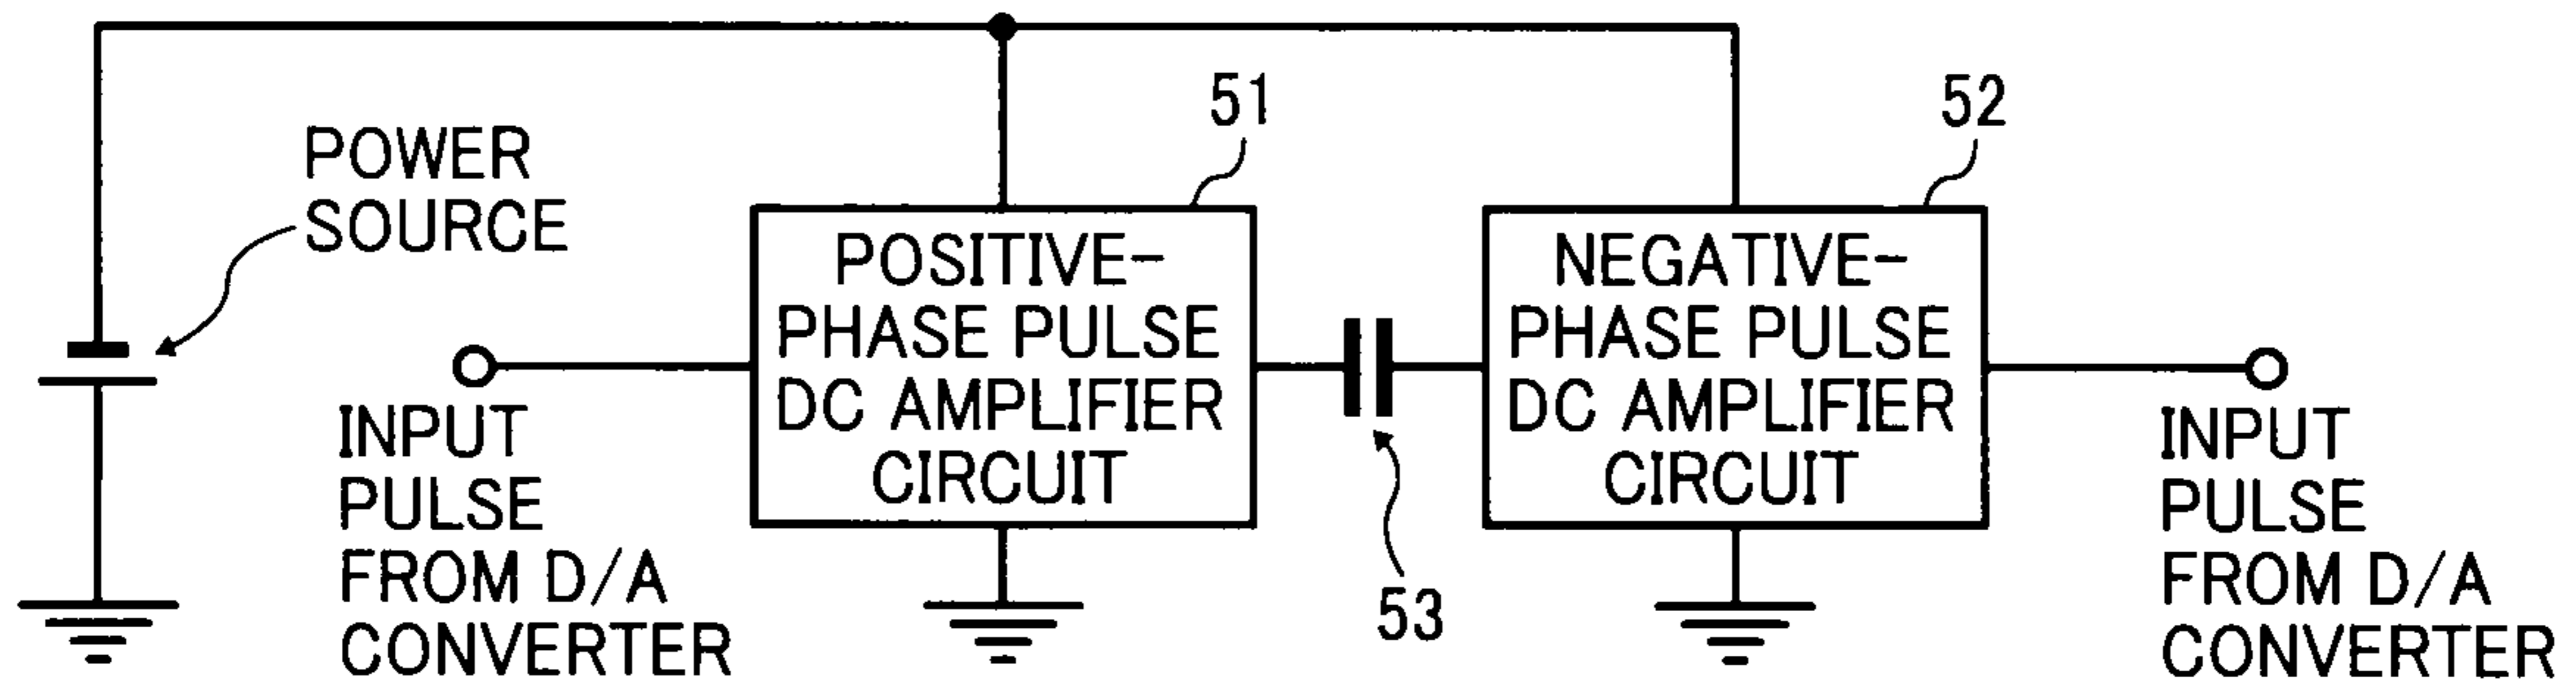 51
52
POWER
SOURCE
POSITIVE-
PHASE PULSE
DC AMPLIFIER
CIRCUIT
NEGATIVE-
PHASE PULSE
DC AMPLIFIER
CIRCUIT
INPUT
PULSE
FROM D/A
CONVERTER
53
INPUT
PULSE
FROM D/A
CONVERTER